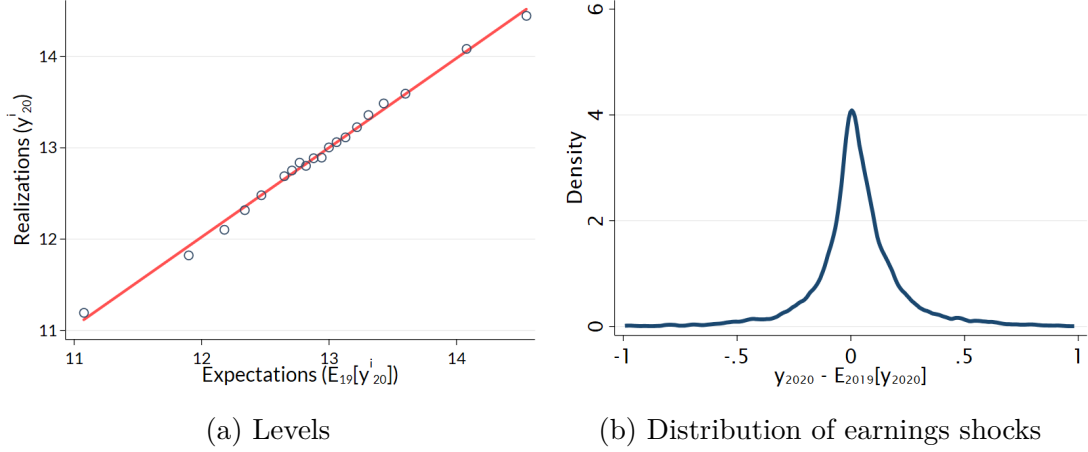 Realizations (y^i_20)
14
13
12
11
11
12
13
14
Expectations (E_19[y^i_20])
(a) Levels
Density
6
4
2
0
-1
-.5
0
.5
1
y_2020 - E_2019[y_2020]
(b) Distribution of earnings shocks